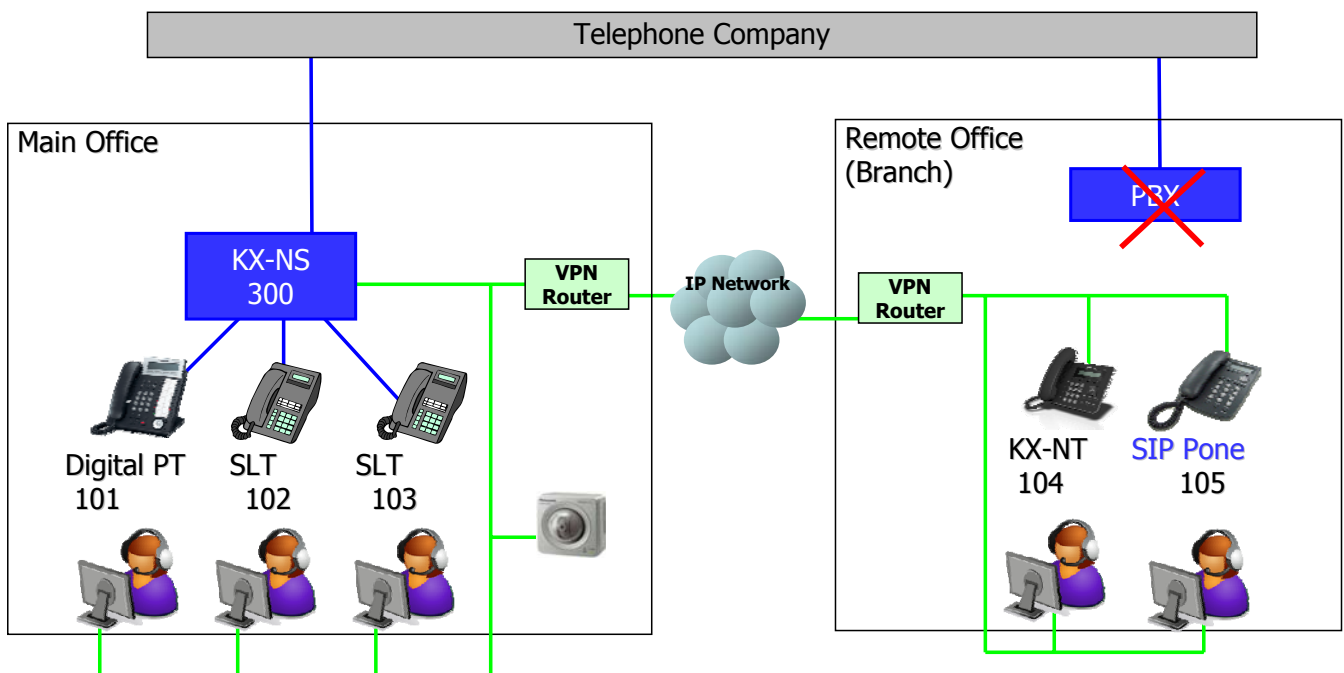 Telephone Company
Main Office
Remote Office
(Branch)
PBX
KX-NS
300
VPN
Router
IP Network
VPN
Router
Digital PT
101
SLT
102
SLT
103
KX-NT
104
SIP Pone
105